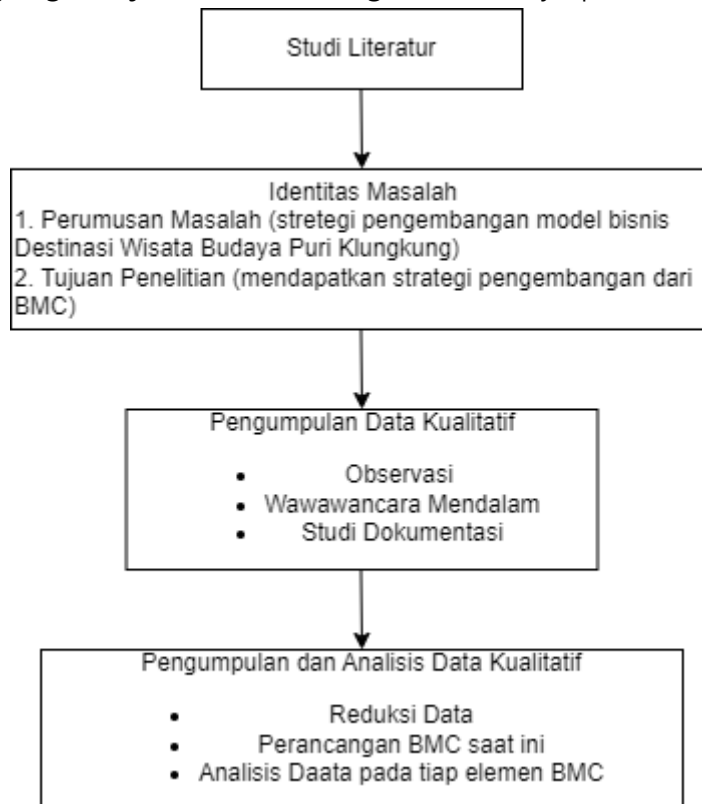 Studi Literatur
Identitas Masalah
1. Perumusan Masalah (stretegi pengembangan model bisnis
Destinasi Wisata Budaya Puri Klungkung)
2. Tujuan Penelitian (mendapatkan strategi pengembangan dari
BMC)
Pengumpulan Data Kualitatif
• Observasi
• Wawawancara Mendalam
• Studi Dokumentasi
Pengumpulan dan Analisis Data Kualitatif
• Reduksi Data
• Perancangan BMC saat ini
• Analisis Daata pada tiap elemen BMC